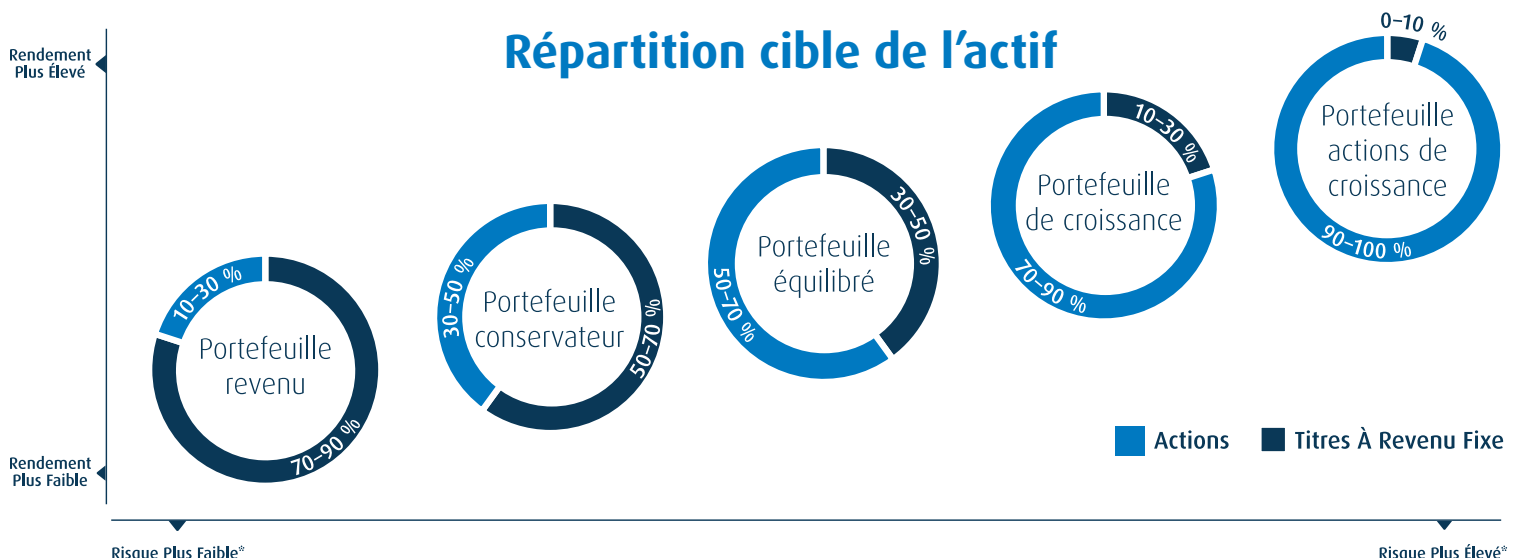 Répartition cible de l'actif
Rendement
Plus Élevé
Rendement
Plus Faible
10–30 %
Portefeuille
revenu
70–90 %
30–50 %
Portefeuille
conservateur
50–70 %
30–50 %
Portefeuille
équilibré
50–70 %
10–30 %
Portefeuille
de croissance
70–90 %
0–10 %
Portefeuille
actions de
croissance
90–100 %
Actions
Titres À Revenu Fixe
Risque Plus Faible*
Risque Plus Élevé*